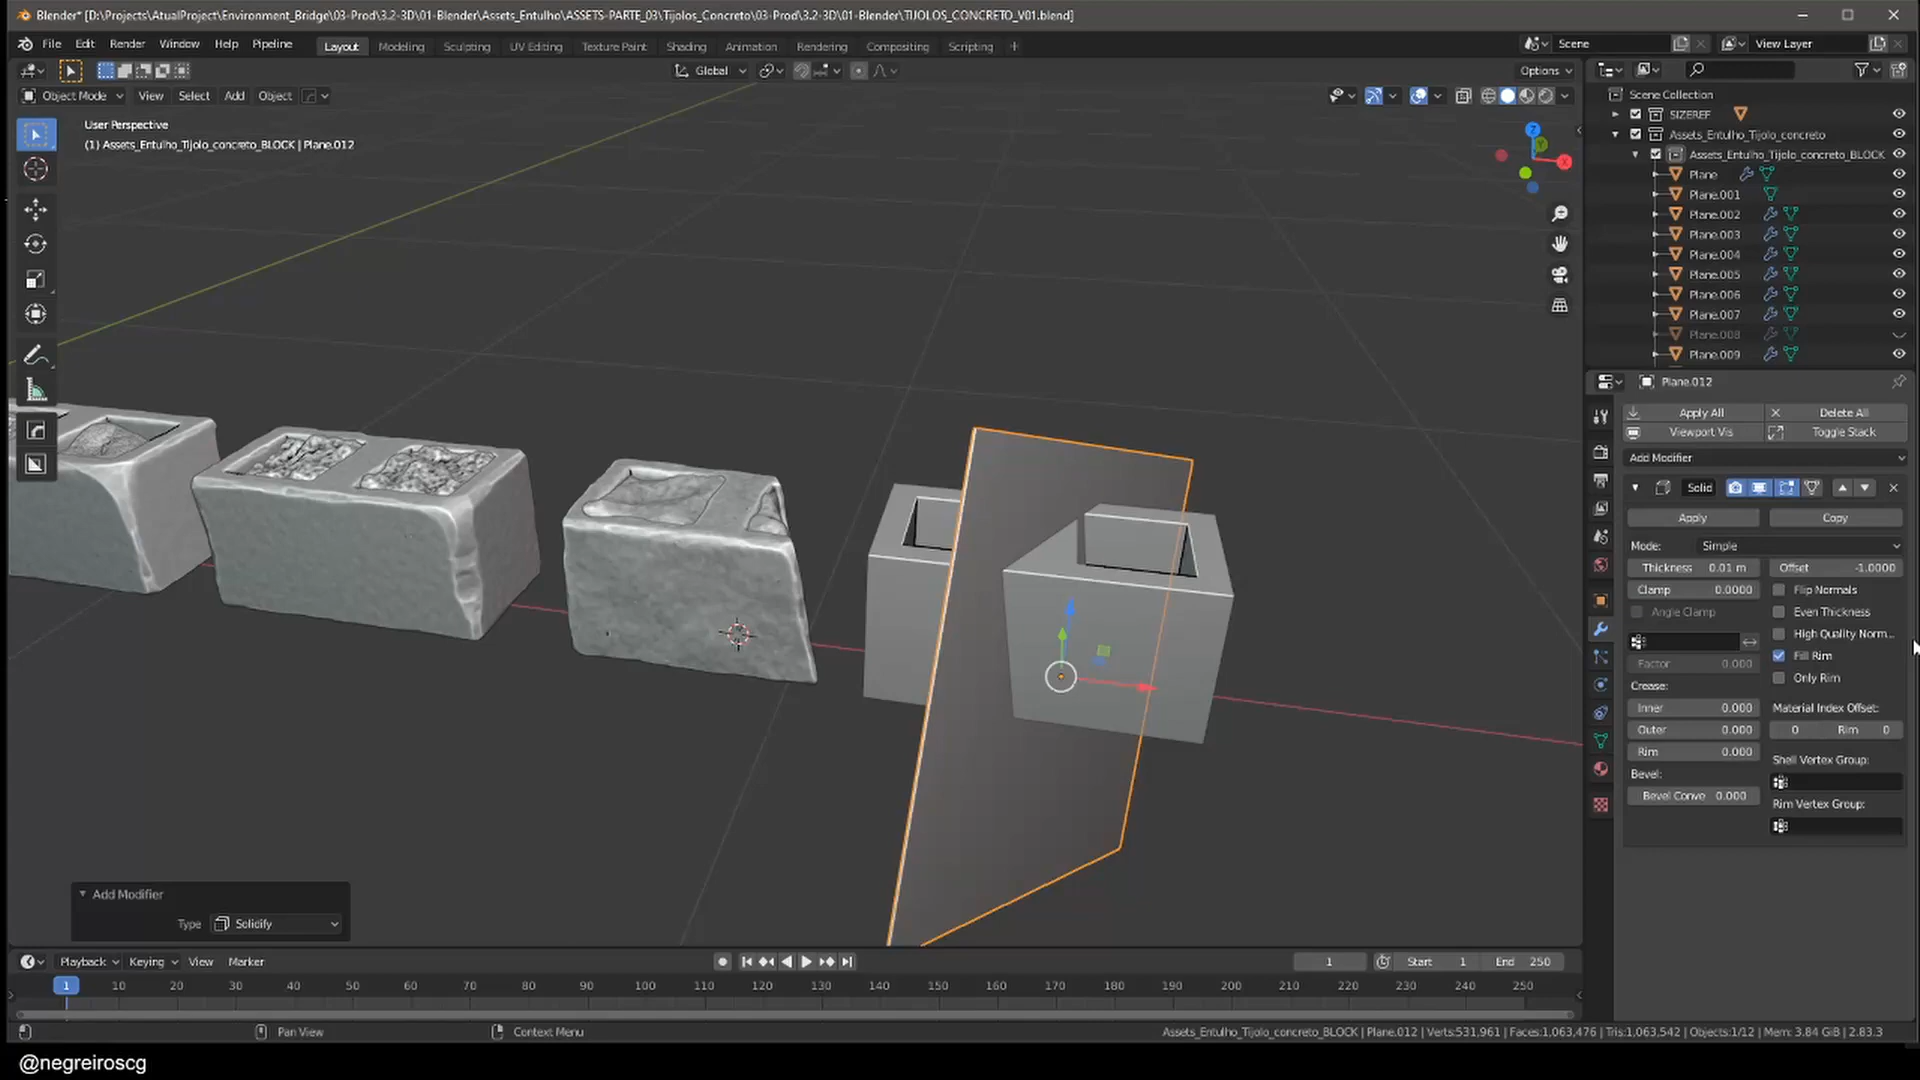 Blender* [D:\Projects\AtualProject\Environment_Bridge\03-Prod\3.2-3D\01-Blender\Assets_Entulho\ASSETS-PARTE_03\Tijolos_Concreto\03-Prod\3.2-3D\01-Blender\TIJOLOS_CONCRETO_V01.blend]
File Edit Render Window Help Pipeline Layout Modeling Sculpting UV Editing Texture Paint Shading Animation Rendering Compositing Scripting + Scene View Layer
Global Options
Object Mode View Select Add Object
User Perspective
(1) Assets_Entulho_Tijolo_concreto_BLOCK | Plane.012
Z
Y
X
Scene Collection
SIZEREF
Assets_Entulho_Tijolo_concreto
Assets_Entulho_Tijolo_concreto_BLOCK
Plane
Plane.001
Plane.002
Plane.003
Plane.004
Plane.005
Plane.006
Plane.007
Plane.008
Plane.009
Plane.012
Apply All Delete All
Viewport Vis Toggle Stack
Add Modifier
Solid
Apply Copy
Mode: Simple
Thickness 0.01 m Offset -1.0000
Clamp 0.0000 Flip Normals
Angle Clamp Even Thickness
High Quality Norm...
Factor 0.000 Fill Rim
Only Rim
Crease:
Inner 0.000 Material Index Offset:
Outer 0.000 0 Rim 0
Rim 0.000
Shell Vertex Group:
Bevel:
Bevel Conve 0.000
Rim Vertex Group:
Add Modifier
Type Solidify
Playback Keying View Marker 1 Start 1 End 250
1 10 20 30 40 50 60 70 80 90 100 110 120 130 140 150 160 170 180 190 200 210 220 230 240 250
Pan View Context Menu Assets_Entulho_Tijolo_concreto_BLOCK | Plane.012 | Verts:531,961 | Faces:1,063,476 | Tris:1,063,542 | Objects:1/12 | Mem: 3.84 GiB | 2.83.3
@negreiroscg